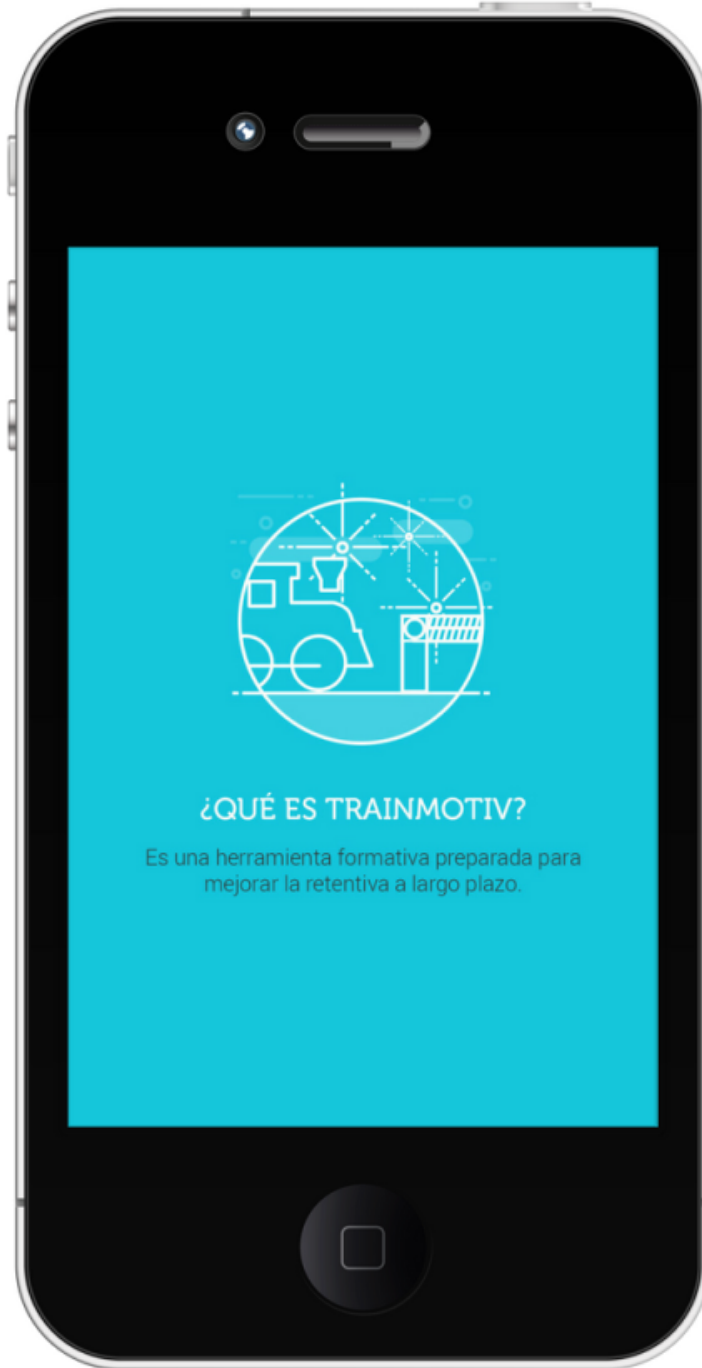 ¿QUÉ ES TRAINMOTIV?
Es una herramienta formativa preparada para
mejorar la retentiva a largo plazo.